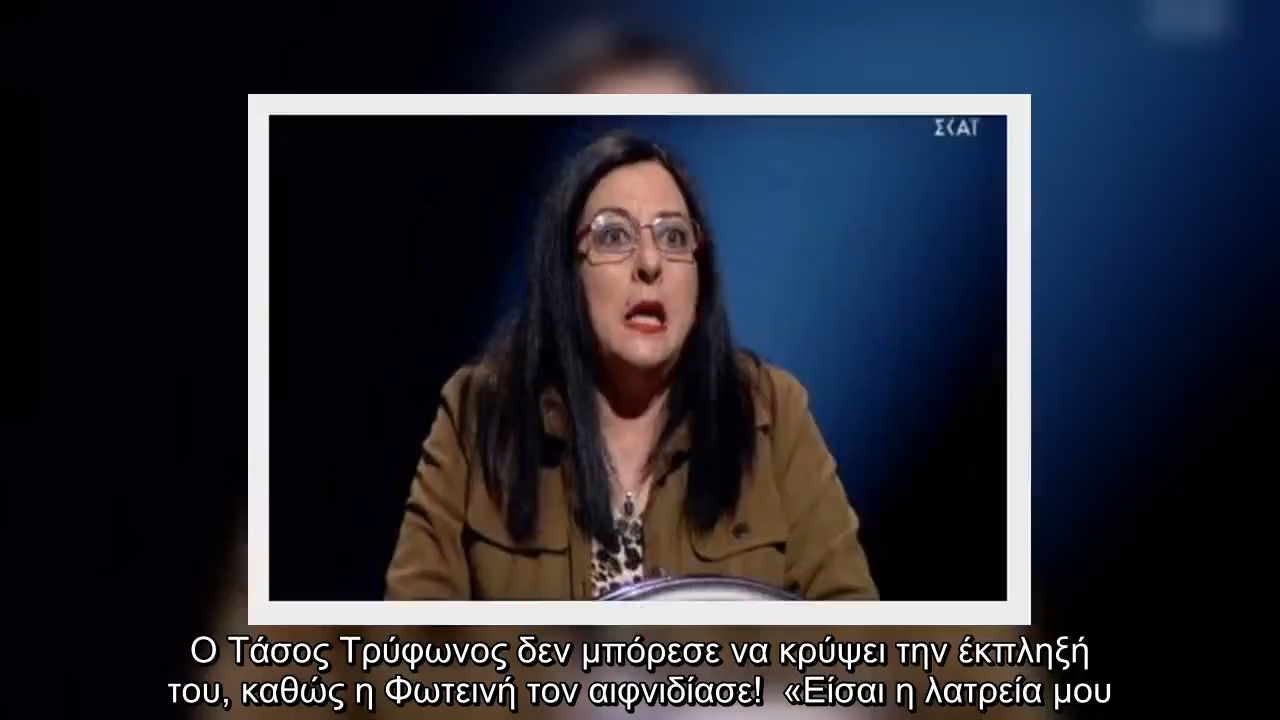 ΣΚΑΪ
Ο Τάσος Τρύφωνος δεν μπόρεσε να κρύψει την έκπληξή
του, καθώς η Φωτεινή τον αιφνιδίασε!  «Είσαι η λατρεία μου